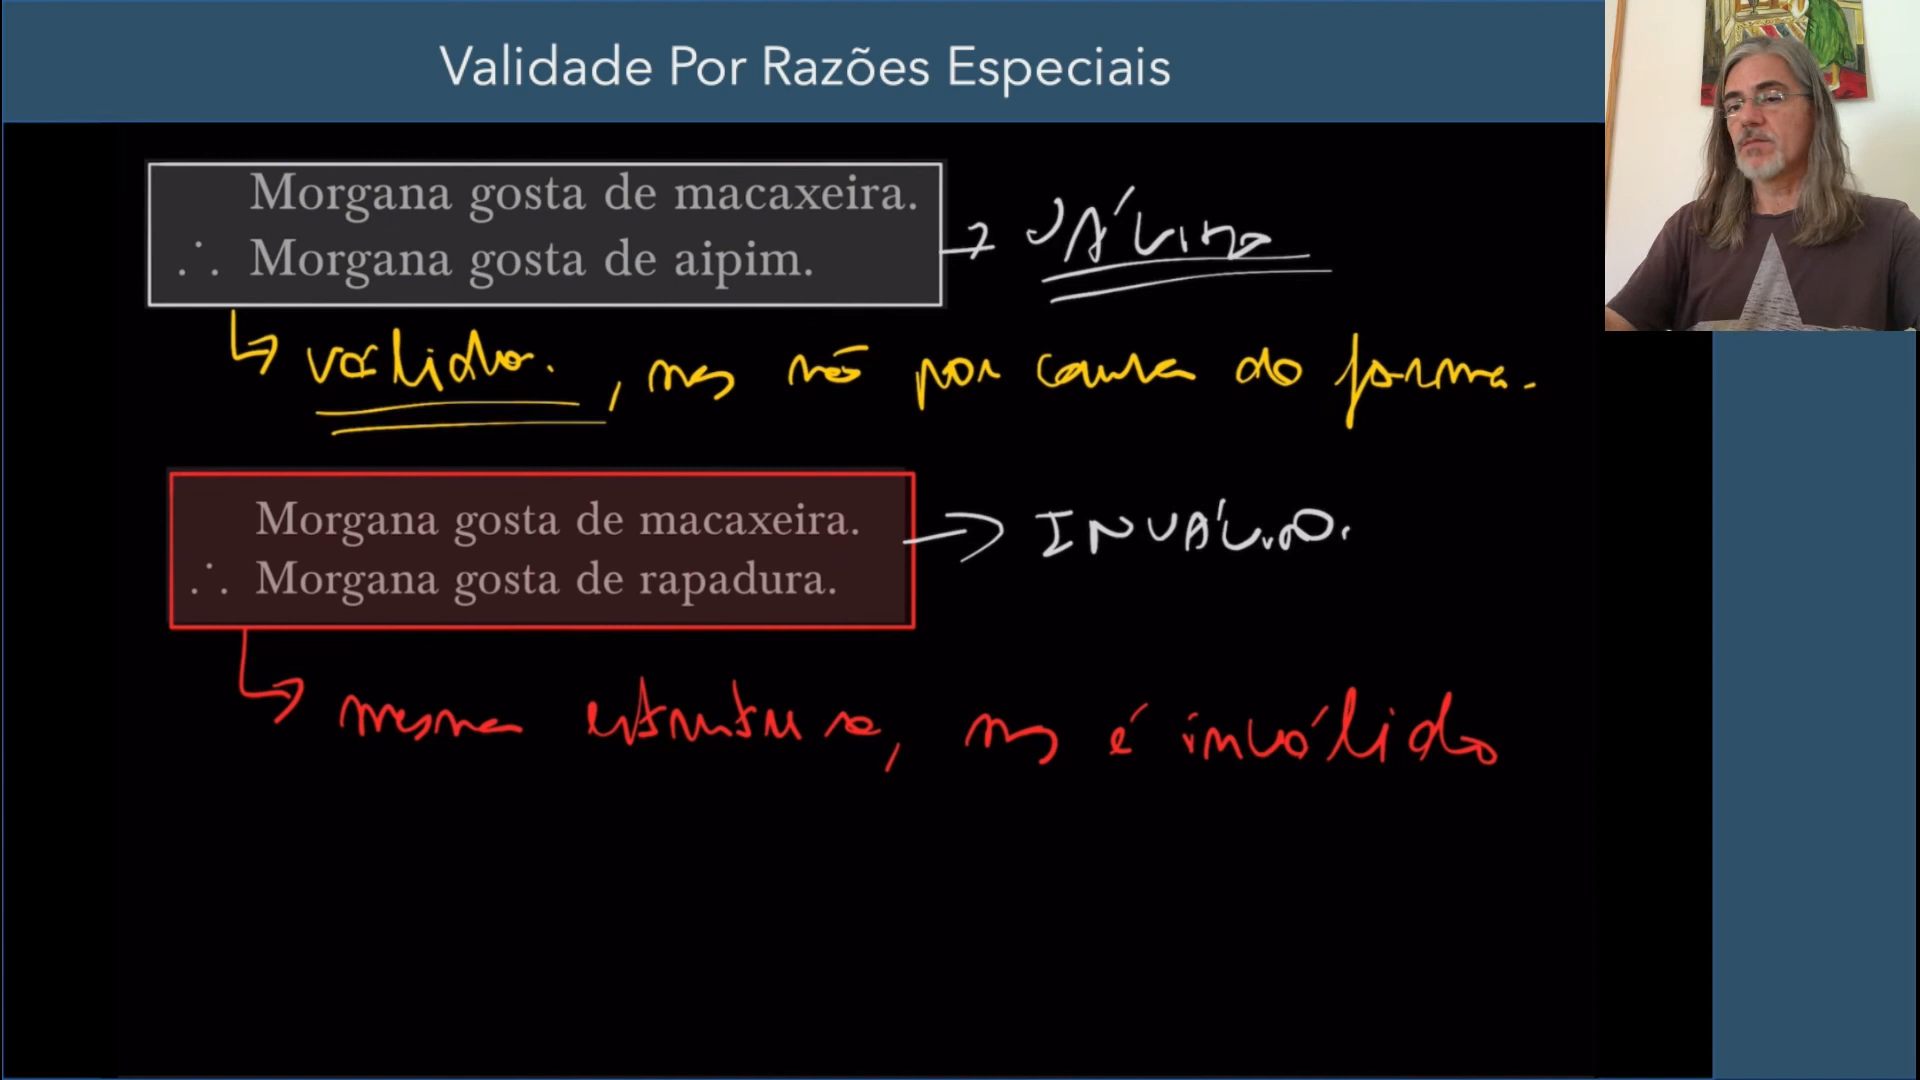 Validade Por Razões Especiais
Morgana gosta de macaxeira.
∴ Morgana gosta de aipim.
→ VÁLIDO
↳ válido. , mas não por causa da forma.
Morgana gosta de macaxeira.
∴ Morgana gosta de rapadura.
→ INVÁLIDO.
↳ mesma estrutura, mas é inválido